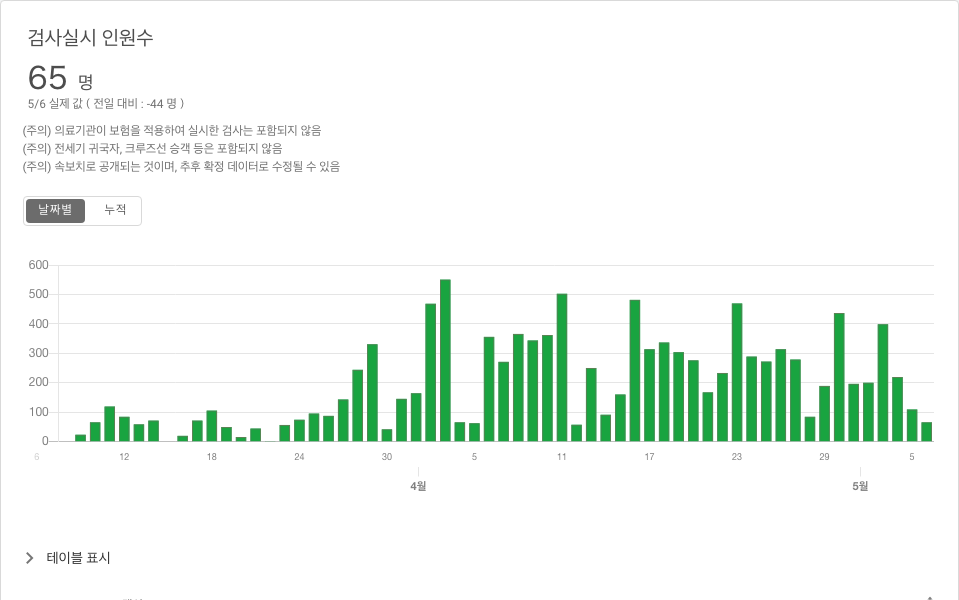 검사실시 인원수
65 명
5/6 실제 값 ( 전일 대비 : -44 명 )
(주의) 의료기관이 보험을 적용하여 실시한 검사는 포함되지 않음
(주의) 전세기 귀국자, 크루즈선 승객 등은 포함되지 않음
(주의) 속보치로 공개되는 것이며, 추후 확정 데이터로 수정될 수 있음
날짜별 누적
600
500
400
300
200
100
0
6 12 18 24 30 5 11 17 23 29 5
4월 5월
테이블 표시